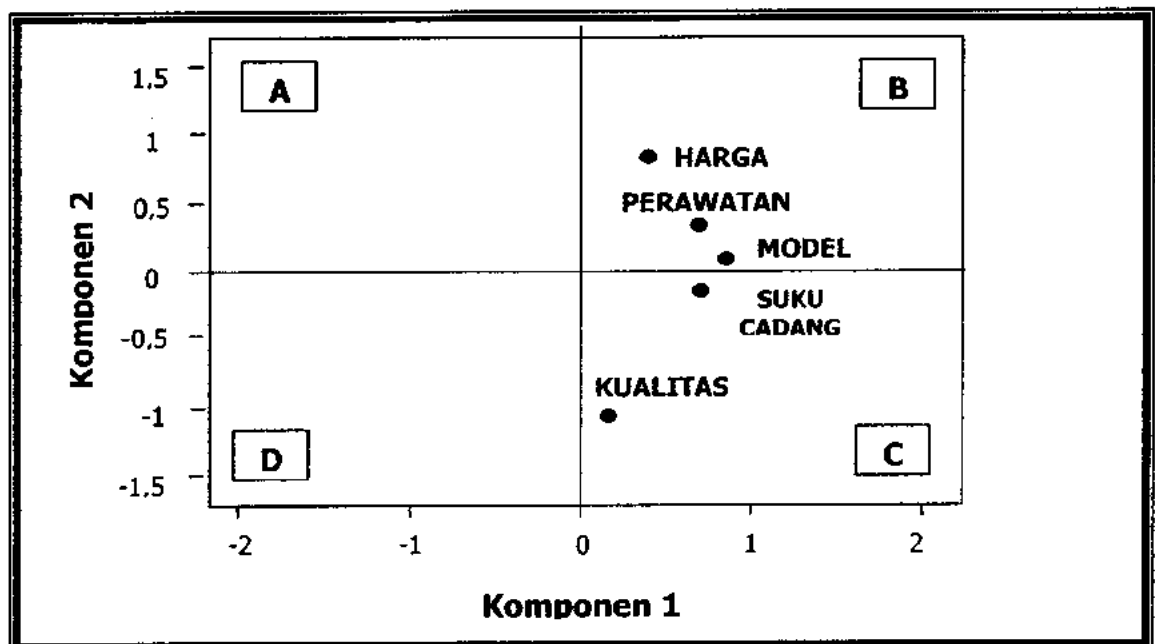 A
B
1.5
1
0.5
0
-0.5
-1
-1.5
Komponen 2
HARGA
PERAWATAN
MODEL
SUKU
CADANG
KUALITAS
D
C
-2
-1
0
1
2
Komponen 1